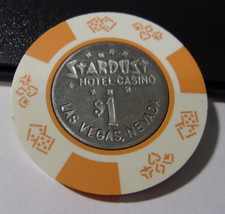 STARDUST
HOTEL-CASINO
$1
LAS VEGAS, NEVADA